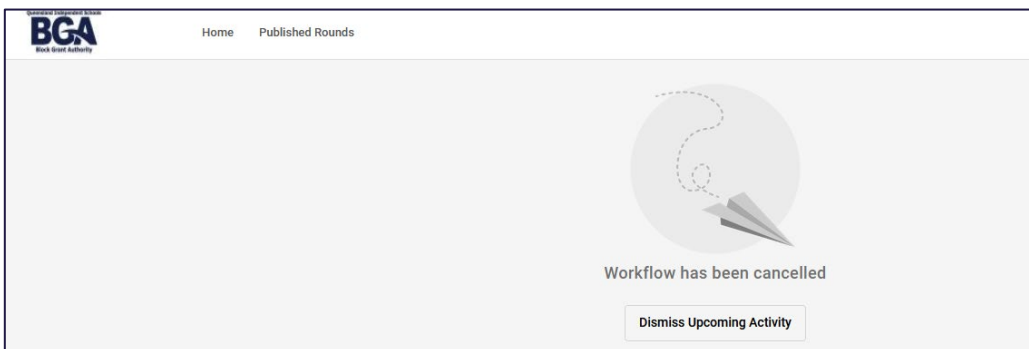 Queensland Independent Schools
BGA
Block Grant Authority
Home Published Rounds
Workflow has been cancelled
Dismiss Upcoming Activity